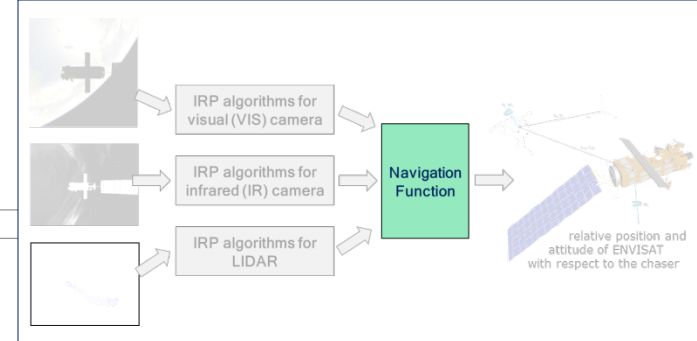 IRP algorithms for
visual (VIS) camera
IRP algorithms for
infrared (IR) camera
IRP algorithms for
LIDAR
Navigation
Function
relative position and
attitude of ENVISAT
with respect to the chaser